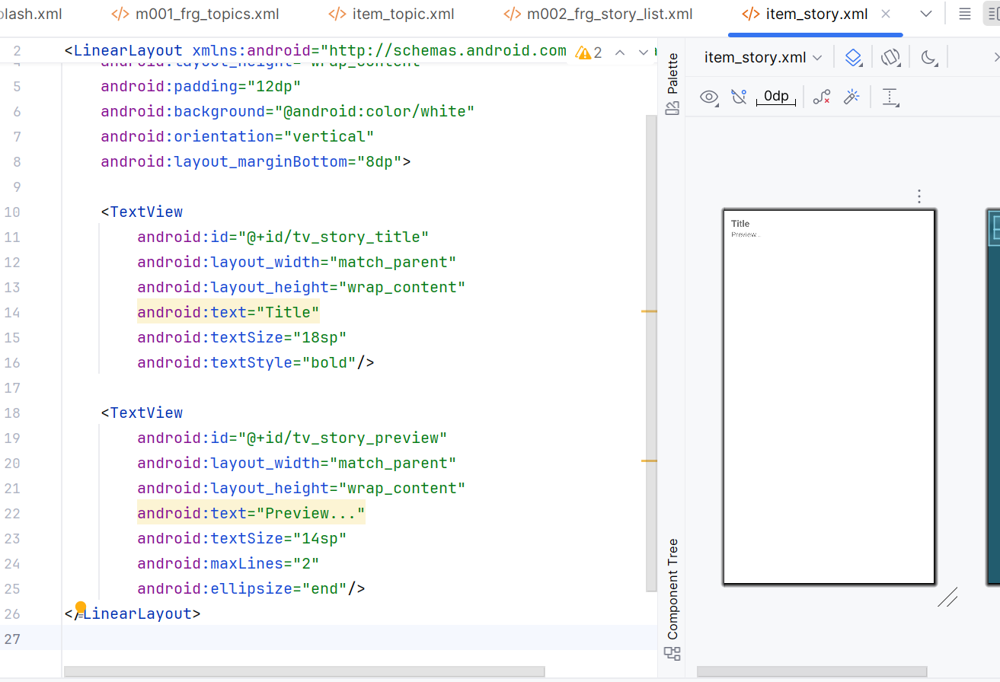 lash.xml
</> m001_frg_topics.xml
</> item_topic.xml
</> m002_frg_story_list.xml
</> item_story.xml
2 <LinearLayout xmlns:android="http://schemas.android.com
2
android:layout_height="wrap_content"
5 android:padding="12dp"
6 android:background="@android:color/white"
7 android:orientation="vertical"
8 android:layout_marginBottom="8dp">
9
10 <TextView
11 android:id="@+id/tv_story_title"
12 android:layout_width="match_parent"
13 android:layout_height="wrap_content"
14 android:text="Title"
15 android:textSize="18sp"
16 android:textStyle="bold"/>
17
18 <TextView
19 android:id="@+id/tv_story_preview"
20 android:layout_width="match_parent"
21 android:layout_height="wrap_content"
22 android:text="Preview..."
23 android:textSize="14sp"
24 android:maxLines="2"
25 android:ellipsize="end"/>
26 </LinearLayout>
27
Palette
Component Tree
item_story.xml
0dp
Title
Preview...